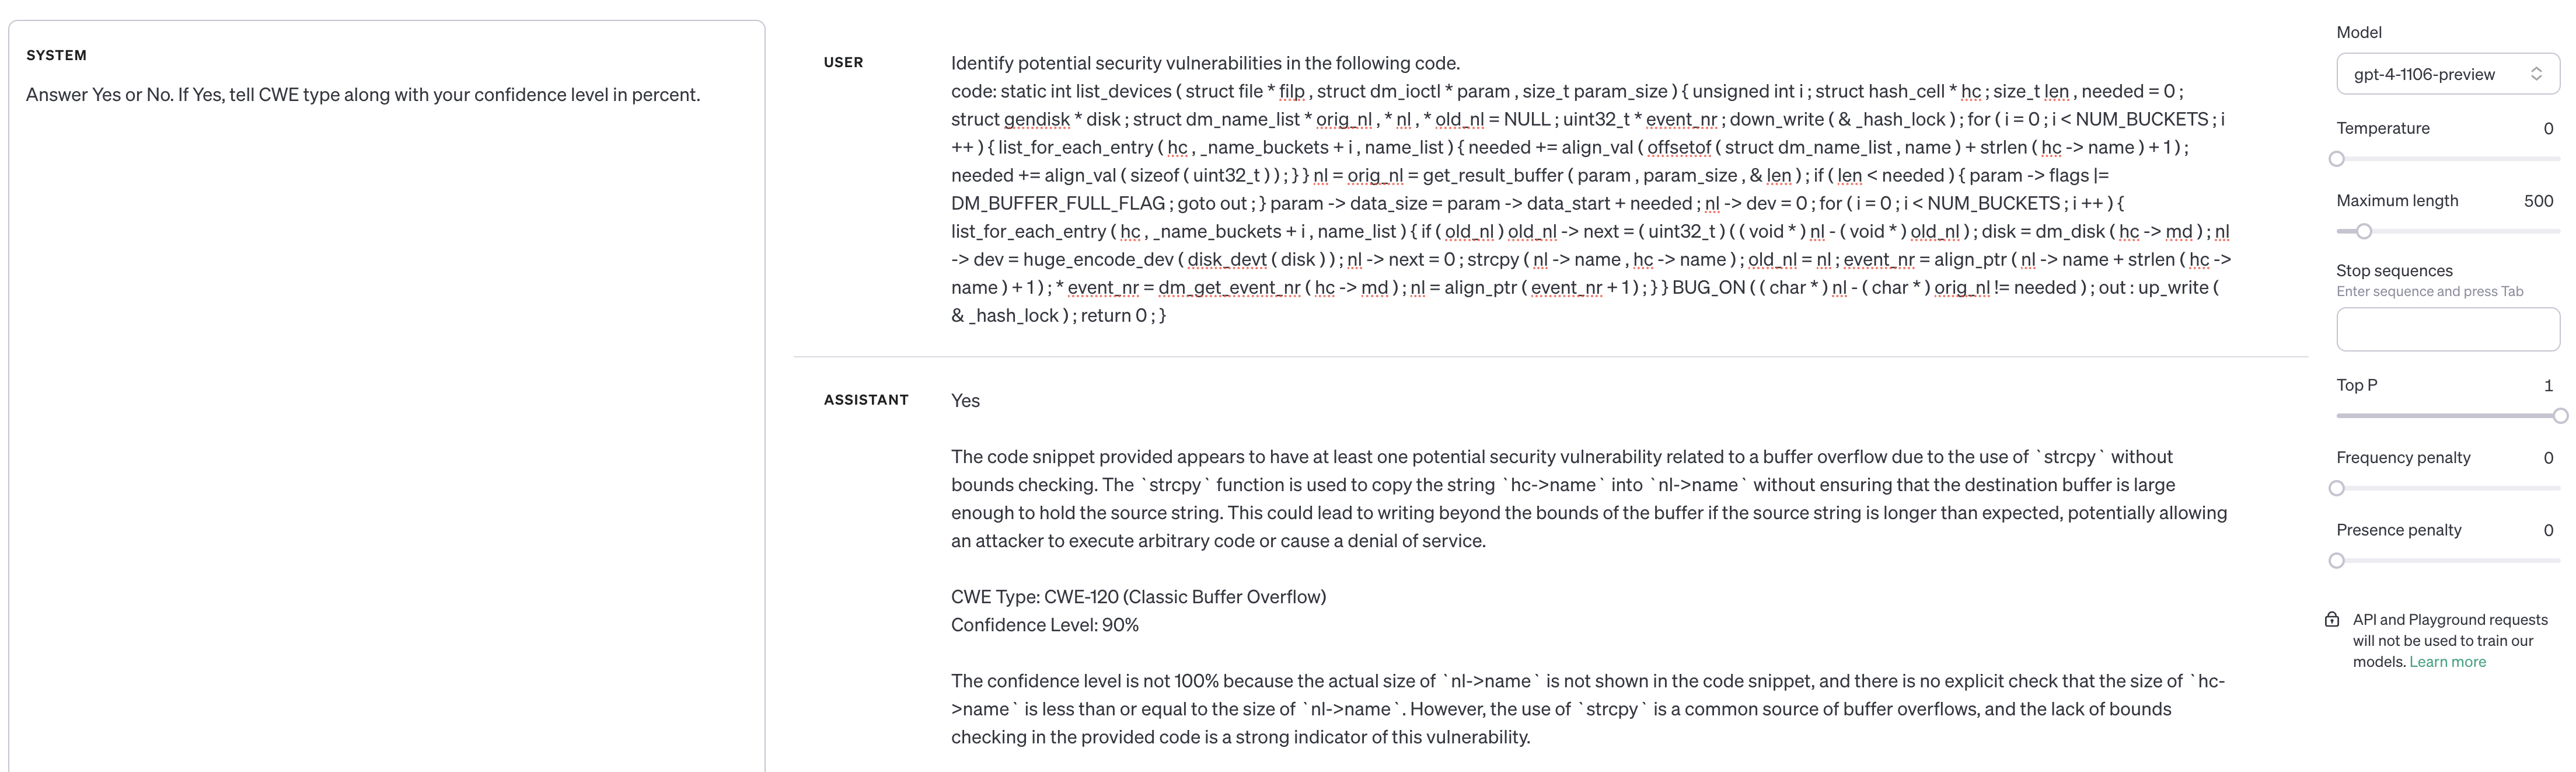 SYSTEM
Answer Yes or No. If Yes, tell CWE type along with your confidence level in percent.
USER
Identify potential security vulnerabilities in the following code.
code: static int list_devices ( struct file * filp , struct dm_ioctl * param , size_t param_size ) { unsigned int i ; struct hash_cell * hc ; size_t len , needed = 0 ;
struct gendisk * disk ; struct dm_name_list * orig_nl , * nl , * old_nl = NULL ; uint32_t * event_nr ; down_write ( & _hash_lock ) ; for ( i = 0 ; i < NUM_BUCKETS ; i
++ ) { list_for_each_entry ( hc , _name_buckets + i , name_list ) { needed += align_val ( offsetof ( struct dm_name_list , name ) + strlen ( hc -> name ) + 1 ) ;
needed += align_val ( sizeof ( uint32_t ) ) ; } } nl = orig_nl = get_result_buffer ( param , param_size , & len ) ; if ( len < needed ) { param -> flags |=
DM_BUFFER_FULL_FLAG ; goto out ; } param -> data_size = param -> data_start + needed ; nl -> dev = 0 ; for ( i = 0 ; i < NUM_BUCKETS ; i ++ ) {
list_for_each_entry ( hc , _name_buckets + i , name_list ) { if ( old_nl ) old_nl -> next = ( uint32_t ) ( ( void * ) nl - ( void * ) old_nl ) ; disk = dm_disk ( hc -> md ) ; nl
-> dev = huge_encode_dev ( disk_devt ( disk ) ) ; nl -> next = 0 ; strcpy ( nl -> name , hc -> name ) ; old_nl = nl ; event_nr = align_ptr ( nl -> name + strlen ( hc ->
name ) + 1 ) ; * event_nr = dm_get_event_nr ( hc -> md ) ; nl = align_ptr ( event_nr + 1 ) ; } } BUG_ON ( ( char * ) nl - ( char * ) orig_nl != needed ) ; out : up_write (
& _hash_lock ) ; return 0 ; }
ASSISTANT
Yes
The code snippet provided appears to have at least one potential security vulnerability related to a buffer overflow due to the use of `strcpy` without
bounds checking. The `strcpy` function is used to copy the string `hc->name` into `nl->name` without ensuring that the destination buffer is large
enough to hold the source string. This could lead to writing beyond the bounds of the buffer if the source string is longer than expected, potentially allowing
an attacker to execute arbitrary code or cause a denial of service.
CWE Type: CWE-120 (Classic Buffer Overflow)
Confidence Level: 90%
The confidence level is not 100% because the actual size of `nl->name` is not shown in the code snippet, and there is no explicit check that the size of `hc-
>name` is less than or equal to the size of `nl->name`. However, the use of `strcpy` is a common source of buffer overflows, and the lack of bounds
checking in the provided code is a strong indicator of this vulnerability.
Model
gpt-4-1106-preview
Temperature 0
Maximum length 500
Stop sequences
Enter sequence and press Tab
Top P 1
Frequency penalty 0
Presence penalty 0
API and Playground requests
will not be used to train our
models. Learn more